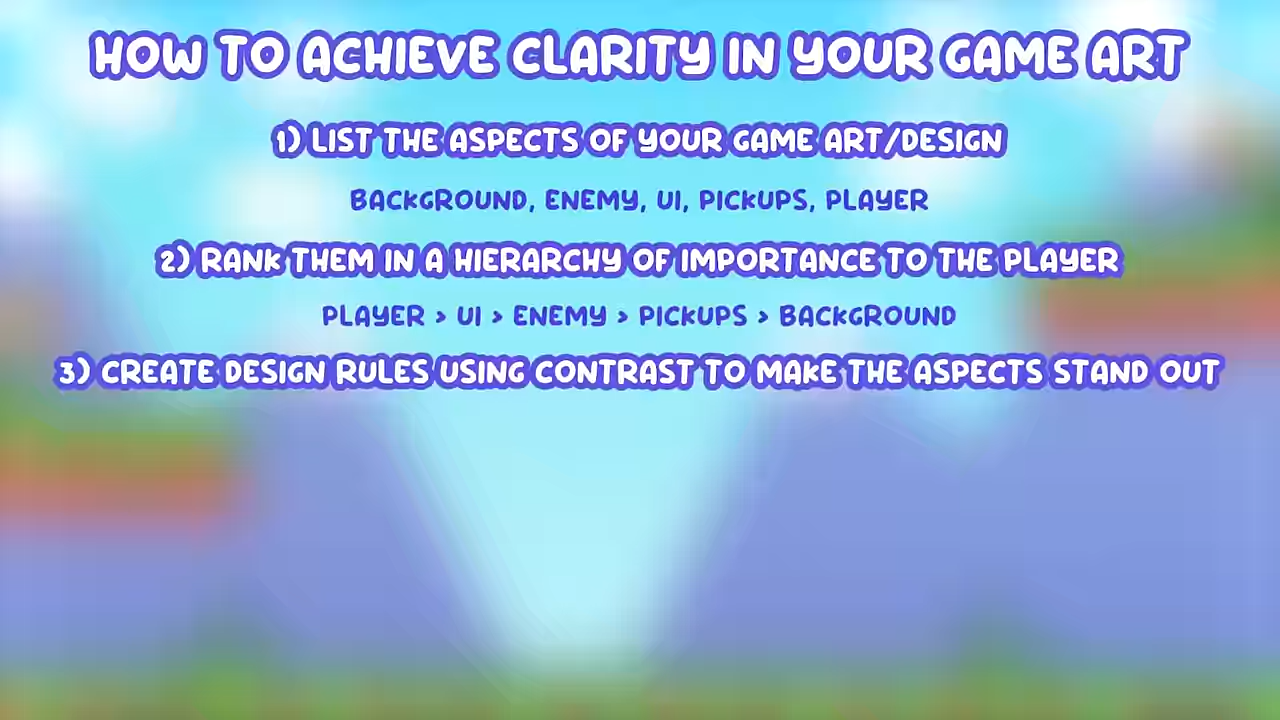 HOW TO ACHIEVE CLARITY IN YOUR GAME ART
1) LIST THE ASPECTS OF YOUR GAME ART/DESIGN
BACKGROUND, ENEMY, UI, PICKUPS, PLAYER
2) RANK THEM IN A HIERARCHY OF IMPORTANCE TO THE PLAYER
PLAYER > UI > ENEMY > PICKUPS > BACKGROUND
3) CREATE DESIGN RULES USING CONTRAST TO MAKE THE ASPECTS STAND OUT